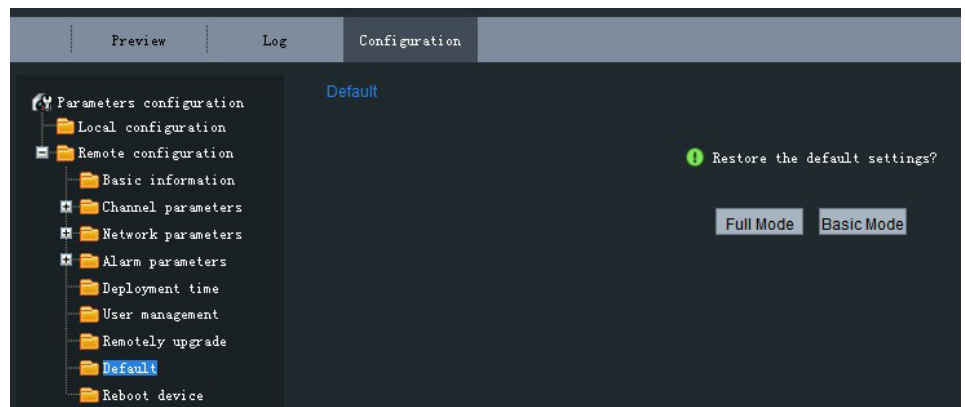 Preview Log Configuration
Parameters configuration
Local configuration
Remote configuration
Basic information
Channel parameters
Network parameters
Alarm parameters
Deployment time
User management
Remotely upgrade
Default
Reboot device
Default
Restore the default settings?
Full Mode Basic Mode